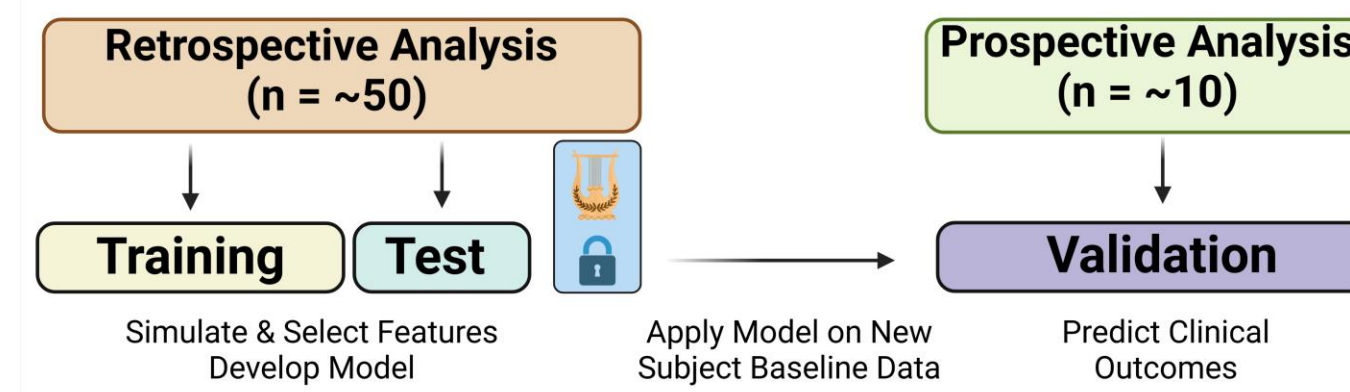 Retrospective Analysis
(n = ~50)
Prospective Analysis
(n = ~10)
Training
Test
Validation
Simulate & Select Features
Develop Model
Apply Model on New
Subject Baseline Data
Predict Clinical
Outcomes